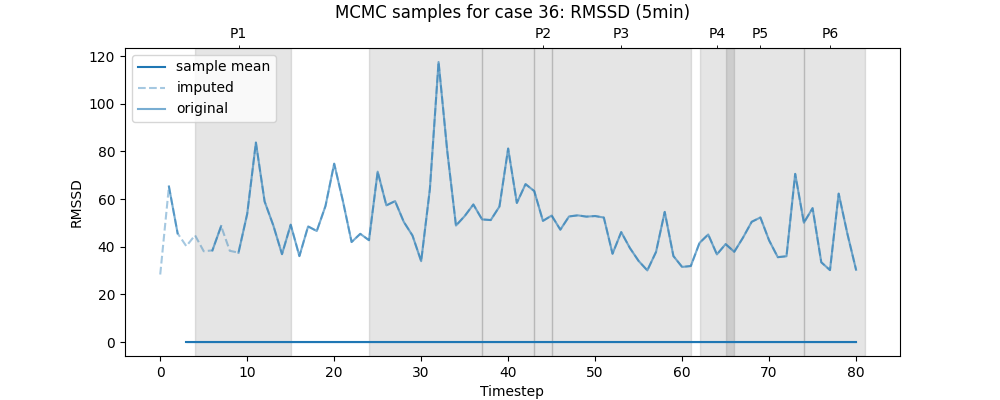 MCMC samples for case 36: RMSSD (5min)
P1 P2 P3 P4 P5 P6
sample mean
imputed
original
RMSSD
120
100
80
60
40
20
0
0 10 20 30 40 50 60 70 80
Timestep